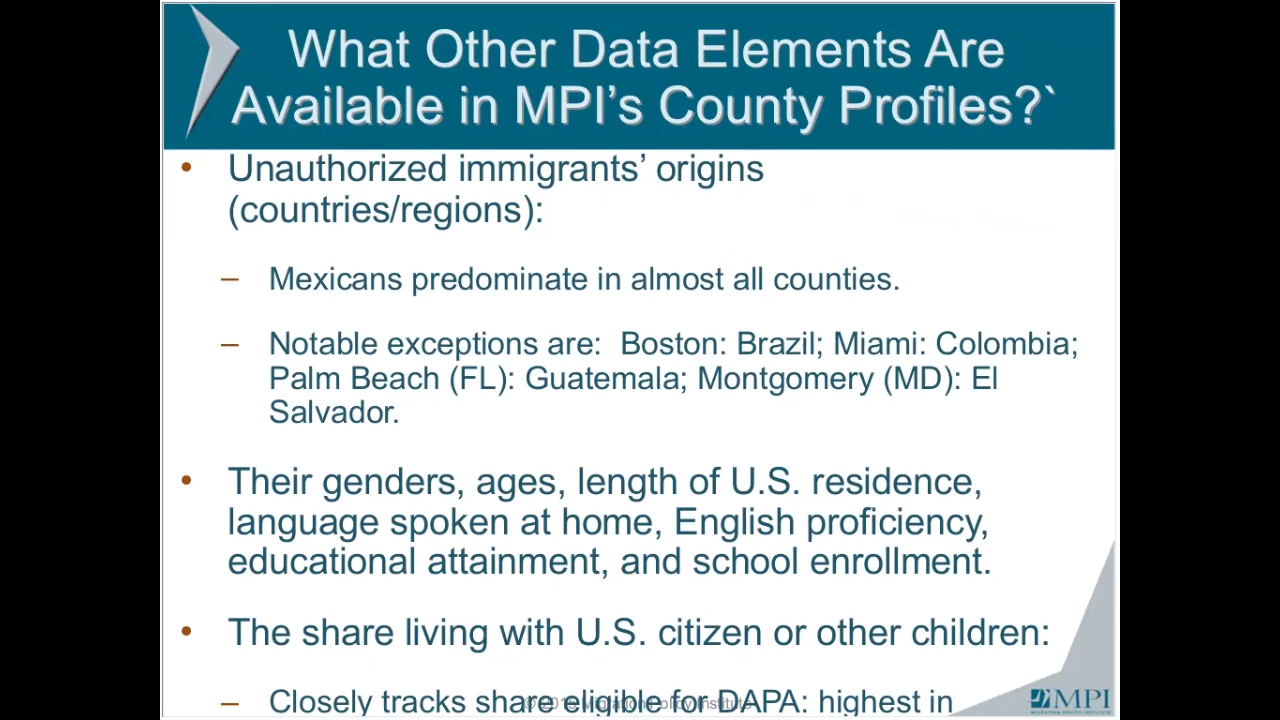 What Other Data Elements Are
Available in MPI’s County Profiles?`
• Unauthorized immigrants’ origins
(countries/regions):
– Mexicans predominate in almost all counties.
– Notable exceptions are:  Boston: Brazil; Miami: Colombia;
Palm Beach (FL): Guatemala; Montgomery (MD): El
Salvador.
• Their genders, ages, length of U.S. residence,
language spoken at home, English proficiency,
educational attainment, and school enrollment.
• The share living with U.S. citizen or other children:
– Closely tracks share eligible for DAPA: highest in
MPI
MIGRATION POLICY INSTITUTE